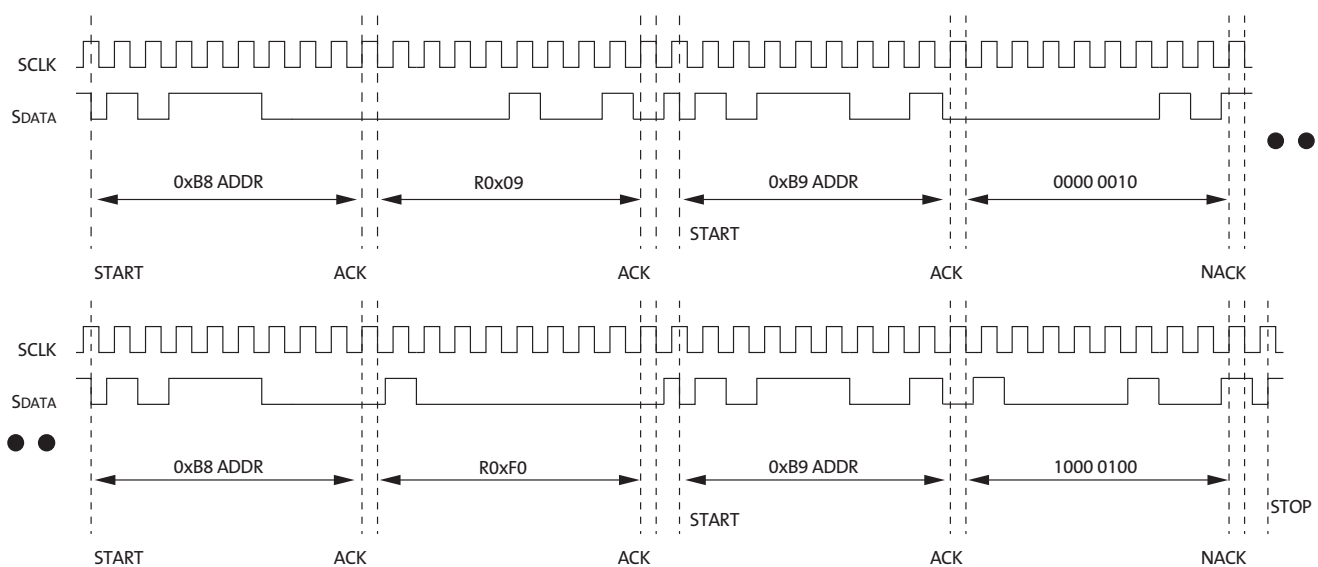 SCLK
SDATA
0xB8 ADDR R0x09 0xB9 ADDR 0000 0010
START
START ACK ACK ACK NACK
SCLK
SDATA
0xB8 ADDR R0xF0 0xB9 ADDR 1000 0100
START STOP
START ACK ACK ACK NACK